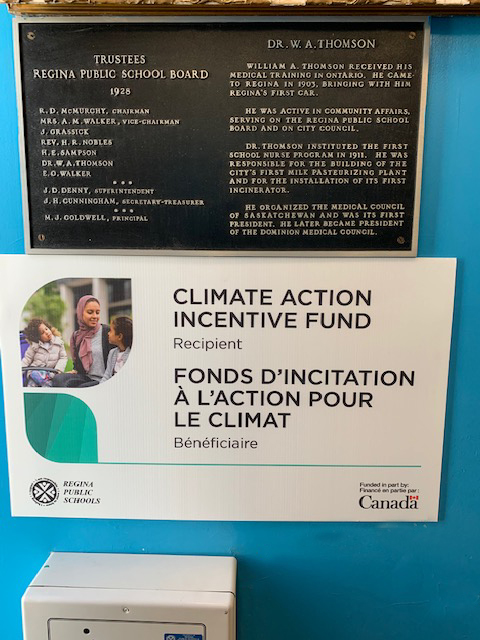 TRUSTEES
REGINA PUBLIC SCHOOL BOARD
1928
R. D. McMURCHY, CHAIRMAN
MRS. A. M. WALKER, VICE-CHAIRMAN
J. GRASSICK
REV. H. R. NOBLES
H. E. SAMPSON
DR. W. A. THOMSON
E. O. WALKER
* * *
J. D. DENNY, SUPERINTENDENT
J. H. CUNNINGHAM, SECRETARY-TREASURER
* * *
M. J. COLDWELL, PRINCIPAL
DR. W. A. THOMSON
WILLIAM A. THOMSON RECEIVED HIS
MEDICAL TRAINING IN ONTARIO. HE CAME
TO REGINA IN 1905, BRINGING WITH HIM
REGINA'S FIRST CAR.
HE WAS ACTIVE IN COMMUNITY AFFAIRS,
SERVING ON THE REGINA PUBLIC SCHOOL
BOARD AND ON CITY COUNCIL.
DR. THOMSON INSTITUTED THE FIRST
SCHOOL NURSE PROGRAM IN 1911. HE WAS
RESPONSIBLE FOR THE BUILDING OF THE
CITY'S FIRST MILK PASTEURIZING PLANT
AND FOR THE INSTALLATION OF ITS FIRST
INCINERATOR.
HE ORGANIZED THE MEDICAL COUNCIL
OF SASKATCHEWAN AND WAS ITS FIRST
PRESIDENT. HE LATER BECAME PRESIDENT
OF THE DOMINION MEDICAL COUNCIL.
CLIMATE ACTION
INCENTIVE FUND
Recipient
FONDS D'INCITATION
À L'ACTION POUR
LE CLIMAT
Bénéficiaire
REGINA
PUBLIC
SCHOOLS
Funded in part by:
Financé en partie par :
Canada